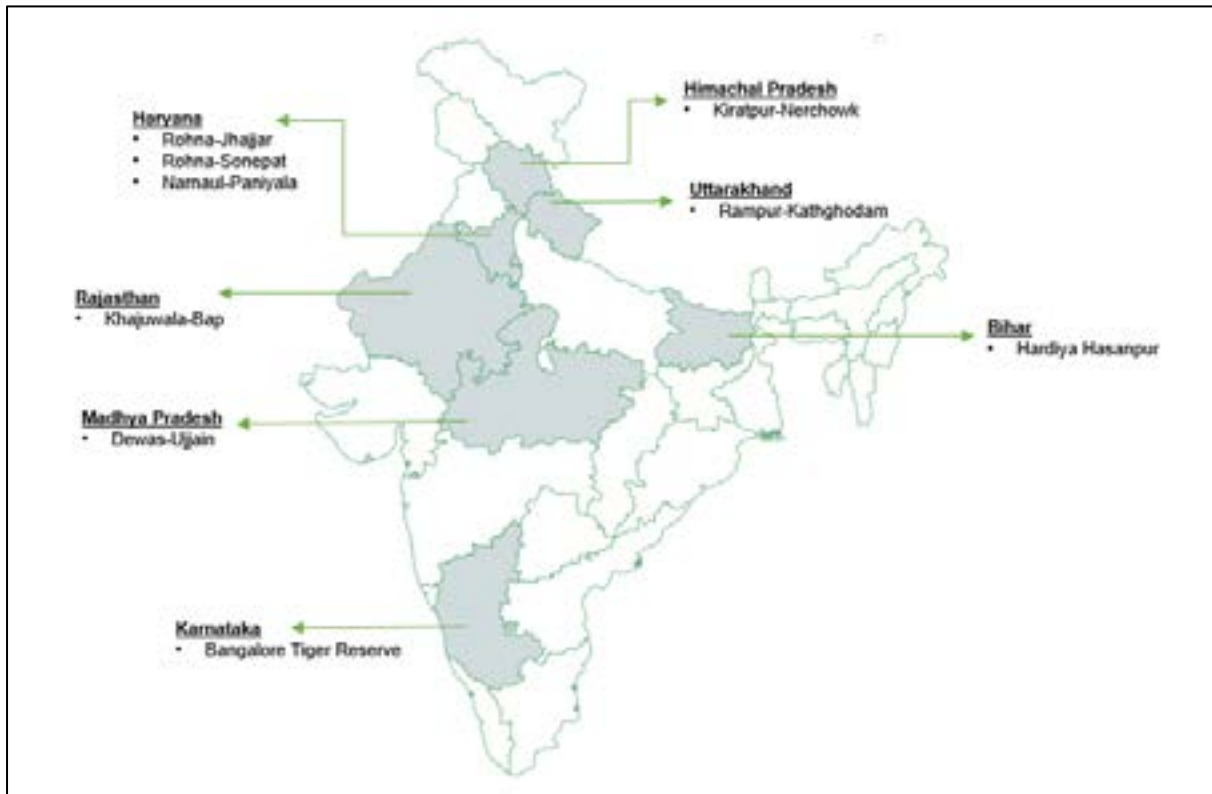 Himachal Pradesh
• Kiratpur-Nerchowk
Haryana
• Rohna-Jhajjar
• Rohna-Sonepat
• Narnaul-Paniyala
Uttarakhand
• Rampur-Kathghodam
Rajasthan
• Khajuwala-Bap
Bihar
• Hardiya Hasanpur
Madhya Pradesh
• Dewas-Ujjain
Karnataka
• Bangalore Tiger Reserve